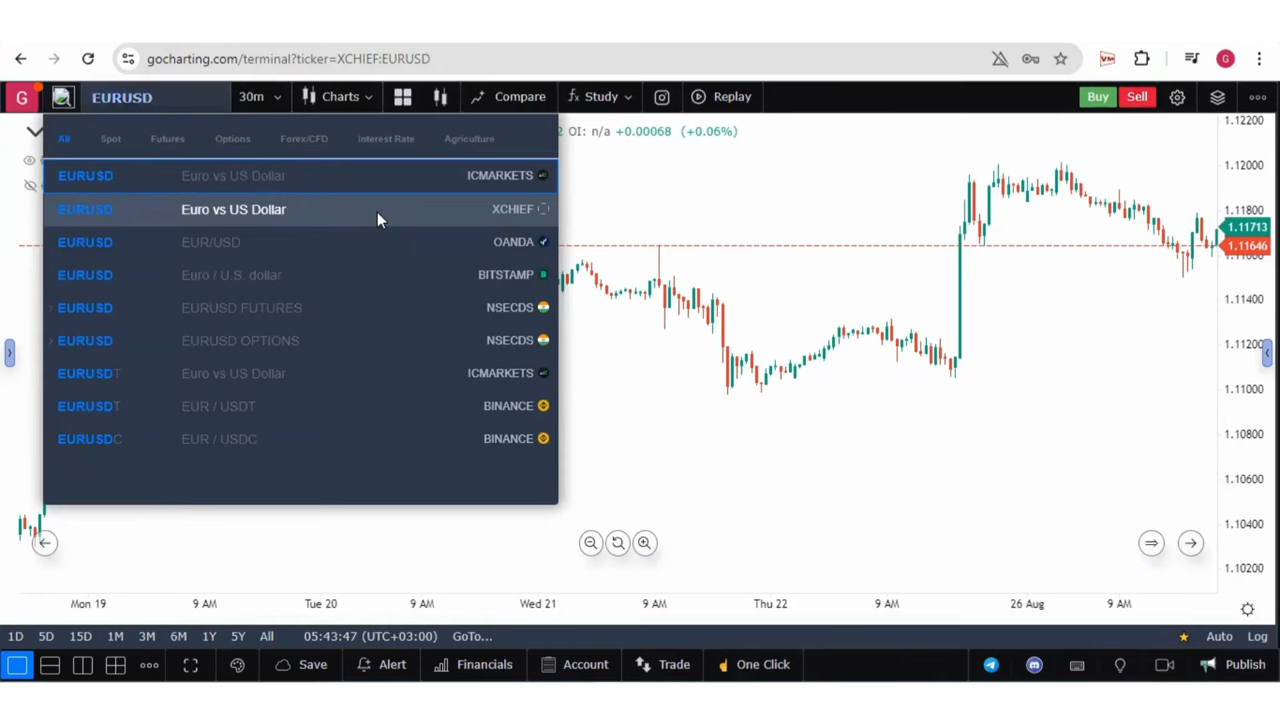 gocharting.com/terminal?ticker=XCHIEF:EURUSD
G
G EURUSD 30m Charts Compare fx Study Replay Buy Sell
All Spot Futures Options Forex/CFD Interest Rate Agriculture
2 OI: n/a +0.00068 (+0.06%)
EURUSD Euro vs US Dollar ICMARKETS
EURUSD Euro vs US Dollar XCHIEF
EURUSD EUR/USD OANDA
EURUSD Euro / U.S. dollar BITSTAMP
EURUSD EURUSD FUTURES NSECDS
EURUSD EURUSD OPTIONS NSECDS
EURUSDT Euro vs US Dollar ICMARKETS
EURUSDT EUR / USDT BINANCE
EURUSDC EUR / USDC BINANCE
1.12200
1.12000
1.11800
1.11713
1.11646
1.11400
1.11200
1.11000
1.10800
1.10600
1.10400
1.10200
Mon 19 9 AM Tue 20 9 AM Wed 21 9 AM Thu 22 9 AM 26 Aug 9 AM
1D 5D 15D 1M 3M 6M 1Y 5Y All 05:43:47 (UTC+03:00) GoTo... Auto Log
Save Alert Financials Account Trade One Click Publish